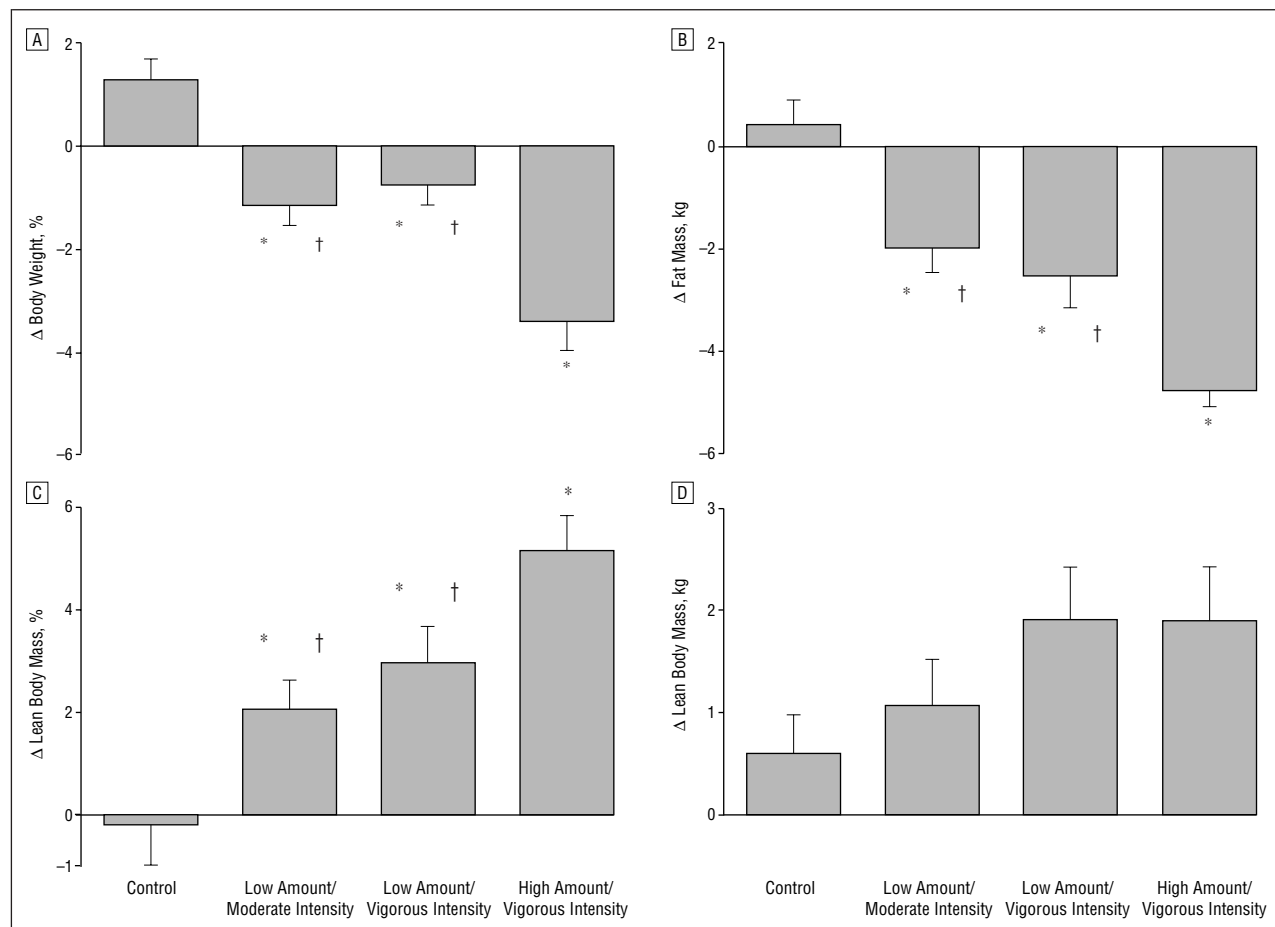 A
Δ Body Weight, %
2
0
–2
–4
–6
*
†
*
†
*
B
Δ Fat Mass, kg
2
0
–2
–4
–6
*
†
*
†
*
C
Δ Lean Body Mass, %
6
4
2
0
–1
*
†
*
†
*
Control
Low Amount/
Moderate Intensity
Low Amount/
Vigorous Intensity
High Amount/
Vigorous Intensity
D
Δ Lean Body Mass, kg
3
2
1
0
Control
Low Amount/
Moderate Intensity
Low Amount/
Vigorous Intensity
High Amount/
Vigorous Intensity